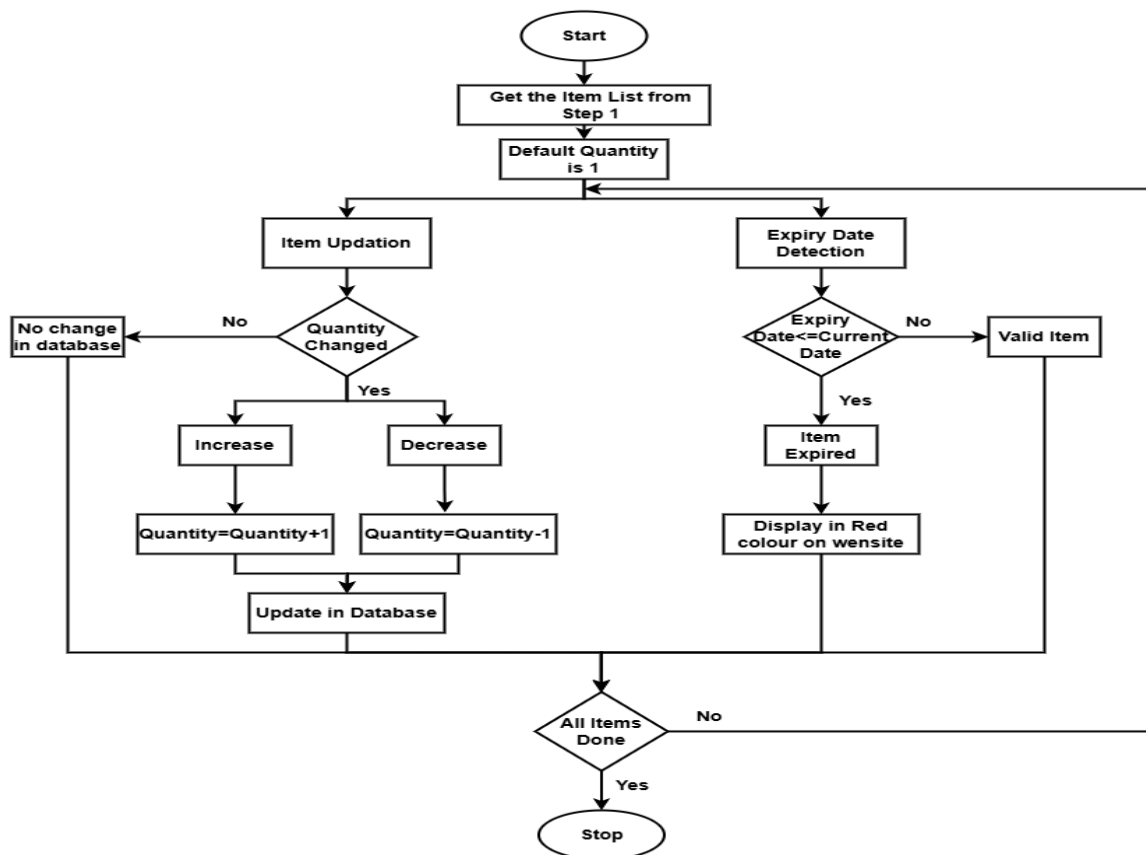 Start
Get the Item List from
Step 1
Default Quantity
is 1
Item Updation
Expiry Date
Detection
No change
in database
No
Quantity
Changed
Yes
Expiry
Date<=Current
Date
No
Valid Item
Yes
Increase
Decrease
Item
Expired
Quantity=Quantity+1
Quantity=Quantity-1
Display in Red
colour on wensite
Update in Database
All Items
Done
No
Yes
Stop